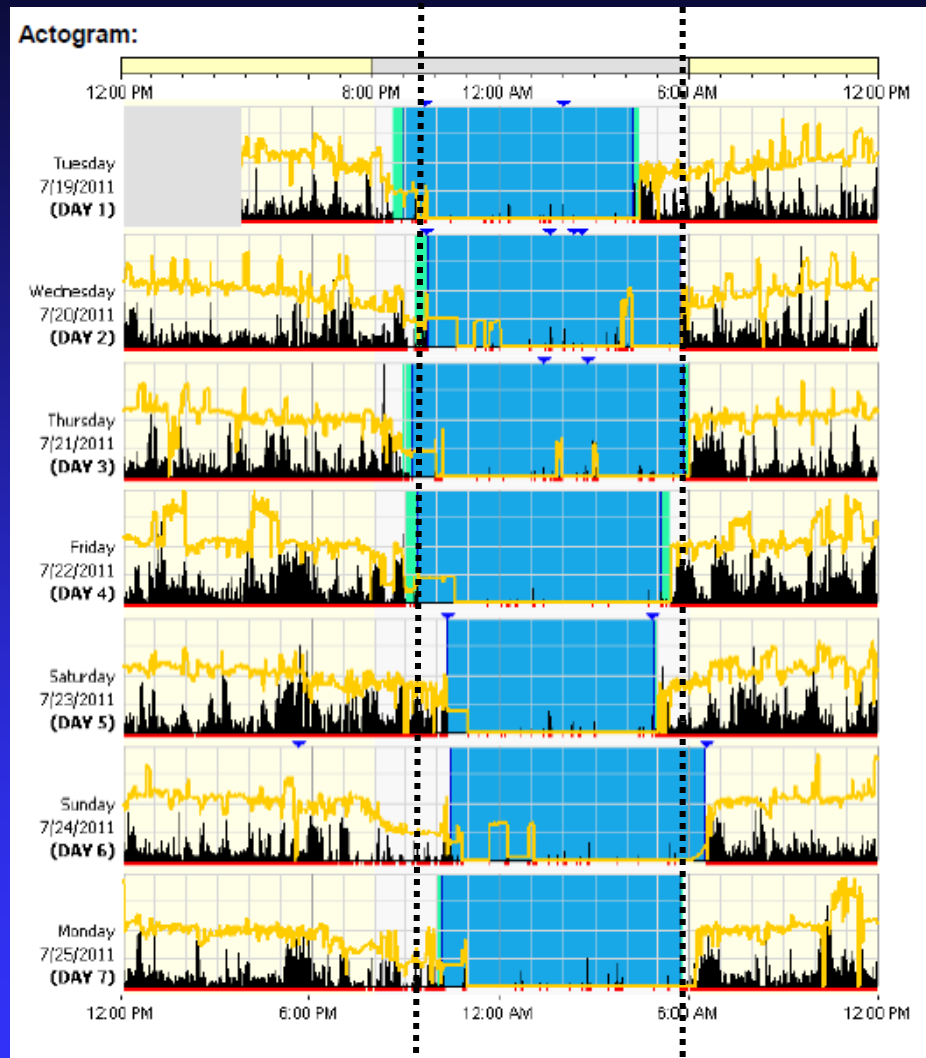 Actogram:
12:00 PM 8:00 PM 12:00 AM 6:00 AM 12:00 PM
Tuesday
7/19/2011
(DAY 1)
Wednesday
7/20/2011
(DAY 2)
Thursday
7/21/2011
(DAY 3)
Friday
7/22/2011
(DAY 4)
Saturday
7/23/2011
(DAY 5)
Sunday
7/24/2011
(DAY 6)
Monday
7/25/2011
(DAY 7)
12:00 PM 6:00 PM 12:00 AM 6:00 AM 12:00 PM